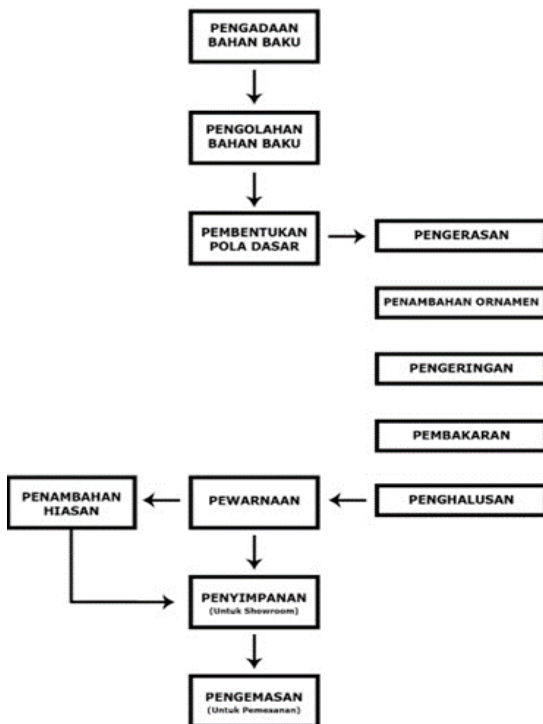 PENGADAAN
BAHAN BAKU
PENGOLAHAN
BAHAN BAKU
PEMBENTUKAN
POLA DASAR
PENGERASAN
PENAMBAHAN ORNAMEN
PENGERINGAN
PEMBAKARAN
PENGHALUSAN
PEWARNAAN
PENAMBAHAN
HIASAN
PENYIMPANAN
(Untuk Showroom)
PENGEMASAN
(Untuk Pemesanan)